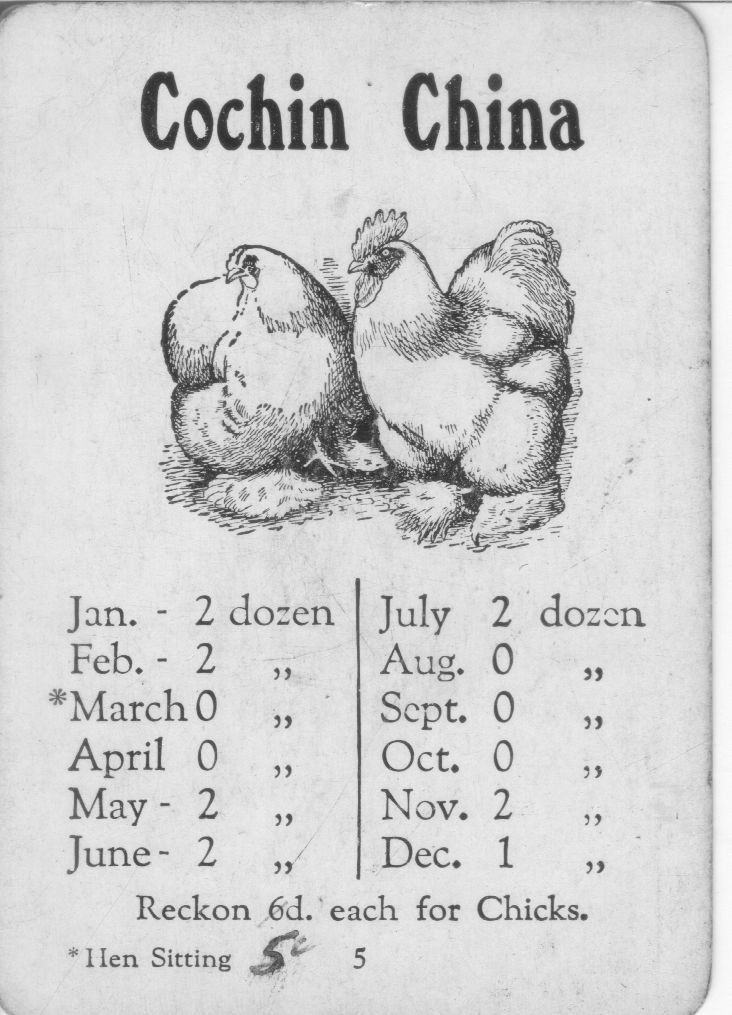 Cochin China
Jan. - 2 dozen
Feb. - 2 „
*March 0 „
April 0 „
May - 2 „
June - 2 „
July 2 dozen
Aug. 0 „
Sept. 0 „
Oct. 0 „
Nov. 2 „
Dec. 1 „
Reckon 6d. each for Chicks.
*Hen Sitting 5c 5